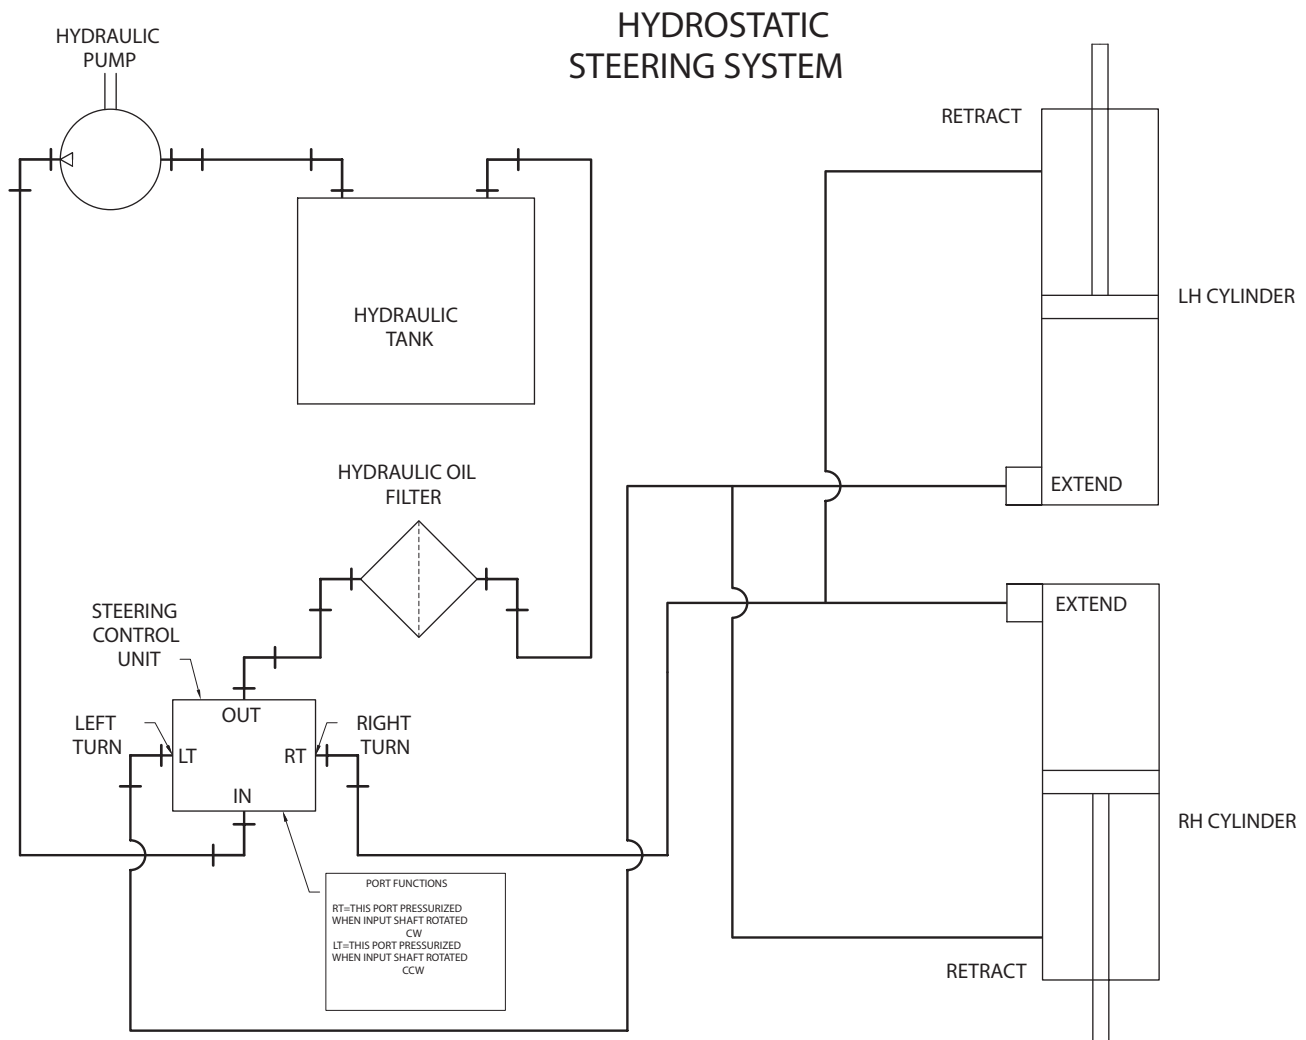 HYDROSTATIC
STEERING SYSTEM
HYDRAULIC
PUMP
RETRACT
HYDRAULIC
TANK
LH CYLINDER
HYDRAULIC OIL
FILTER
EXTEND
STEERING
CONTROL
UNIT
EXTEND
LEFT
TURN
OUT
LT
RT
IN
RIGHT
TURN
RH CYLINDER
PORT FUNCTIONS
RT=THIS PORT PRESSURIZED
WHEN INPUT SHAFT ROTATED
CW
LT=THIS PORT PRESSURIZED
WHEN INPUT SHAFT ROTATED
CCW
RETRACT